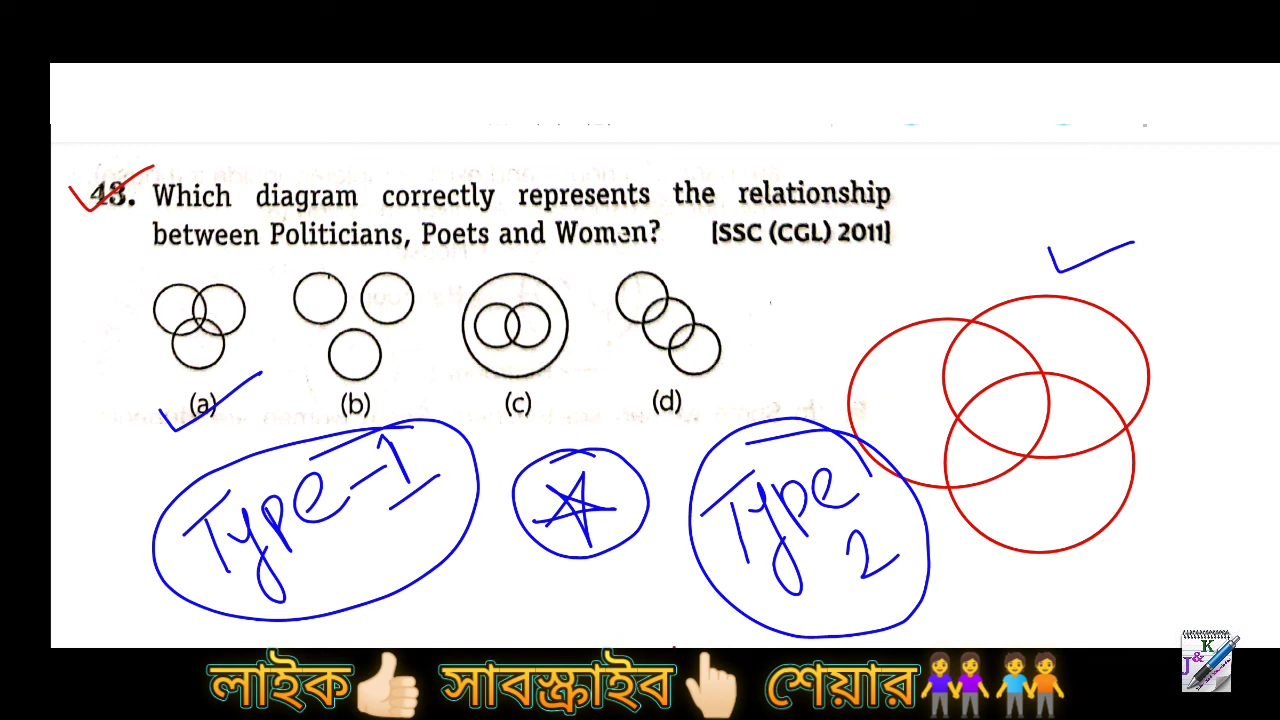 48. Which diagram correctly represents the relationship
between Politicians, Poets and Women? [SSC (CGL) 2011]
(a) (b) (c) (d)
Type-1
Type
2
লাইক সাবস্ক্রাইব শেয়ার
J&K